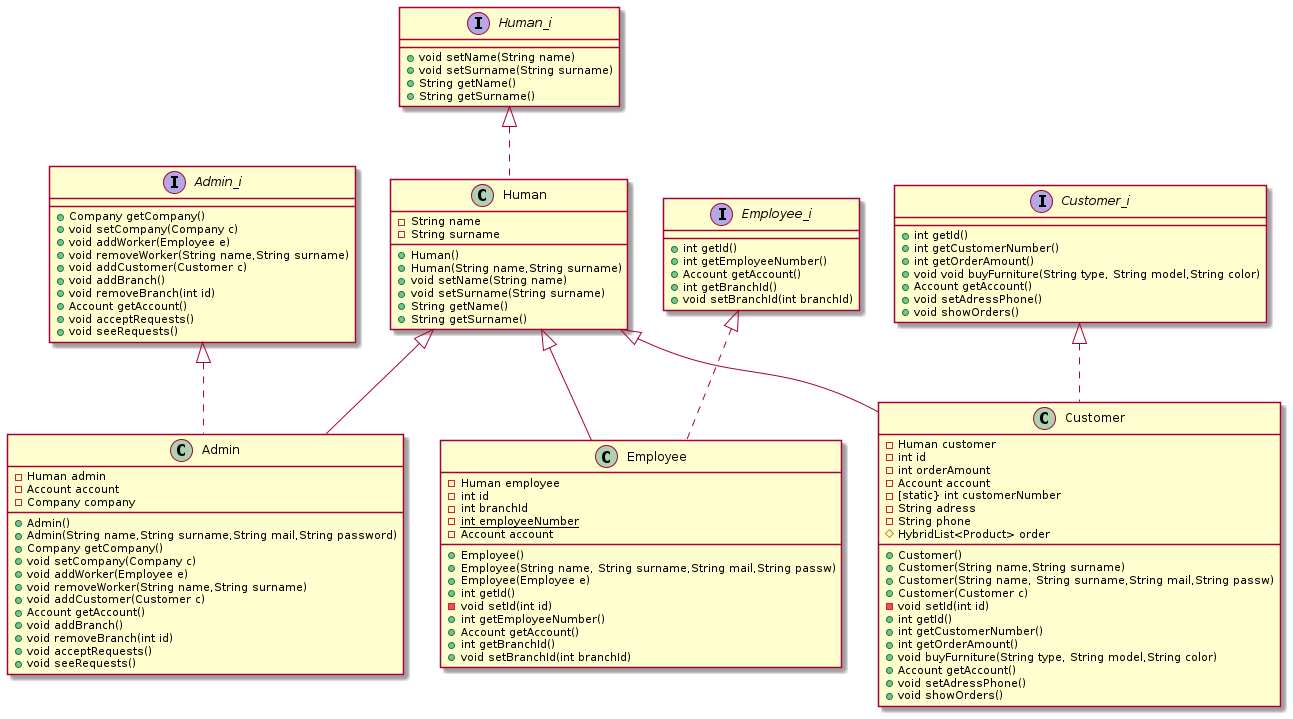 I Human_i
void setName(String name)
void setSurname(String surname)
String getName()
String getSurname()
I Admin_i
Company getCompany()
void setCompany(Company c)
void addWorker(Employee e)
void removeWorker(String name,String surname)
void addCustomer(Customer c)
void addBranch()
void removeBranch(int id)
Account getAccount()
void acceptRequests()
void seeRequests()
C Human
String name
String surname
Human()
Human(String name,String surname)
void setName(String name)
void setSurname(String surname)
String getName()
String getSurname()
I Employee_i
int getId()
int getEmployeeNumber()
Account getAccount()
int getBranchId()
void setBranchId(int branchId)
I Customer_i
int getId()
int getCustomerNumber()
int getOrderAmount()
void void buyFurniture(String type, String model,String color)
Account getAccount()
void setAdressPhone()
void showOrders()
C Admin
Human admin
Account account
Company company
Admin()
Admin(String name,String surname,String mail,String password)
Company getCompany()
void setCompany(Company c)
void addWorker(Employee e)
void removeWorker(String name,String surname)
void addCustomer(Customer c)
Account getAccount()
void addBranch()
void removeBranch(int id)
void acceptRequests()
void seeRequests()
C Employee
Human employee
int id
int branchId
int employeeNumber
Account account
Employee()
Employee(String name, String surname,String mail,String passw)
Employee(Employee e)
int getId()
void setId(int id)
int getEmployeeNumber()
Account getAccount()
int getBranchId()
void setBranchId(int branchId)
C Customer
Human customer
int id
int orderAmount
Account account
[static} int customerNumber
String adress
String phone
HybridList<Product> order
Customer()
Customer(String name,String surname)
Customer(String name, String surname,String mail,String passw)
Customer(Customer c)
void setId(int id)
int getId()
int getCustomerNumber()
int getOrderAmount()
void buyFurniture(String type, String model,String color)
Account getAccount()
void setAdressPhone()
void showOrders()